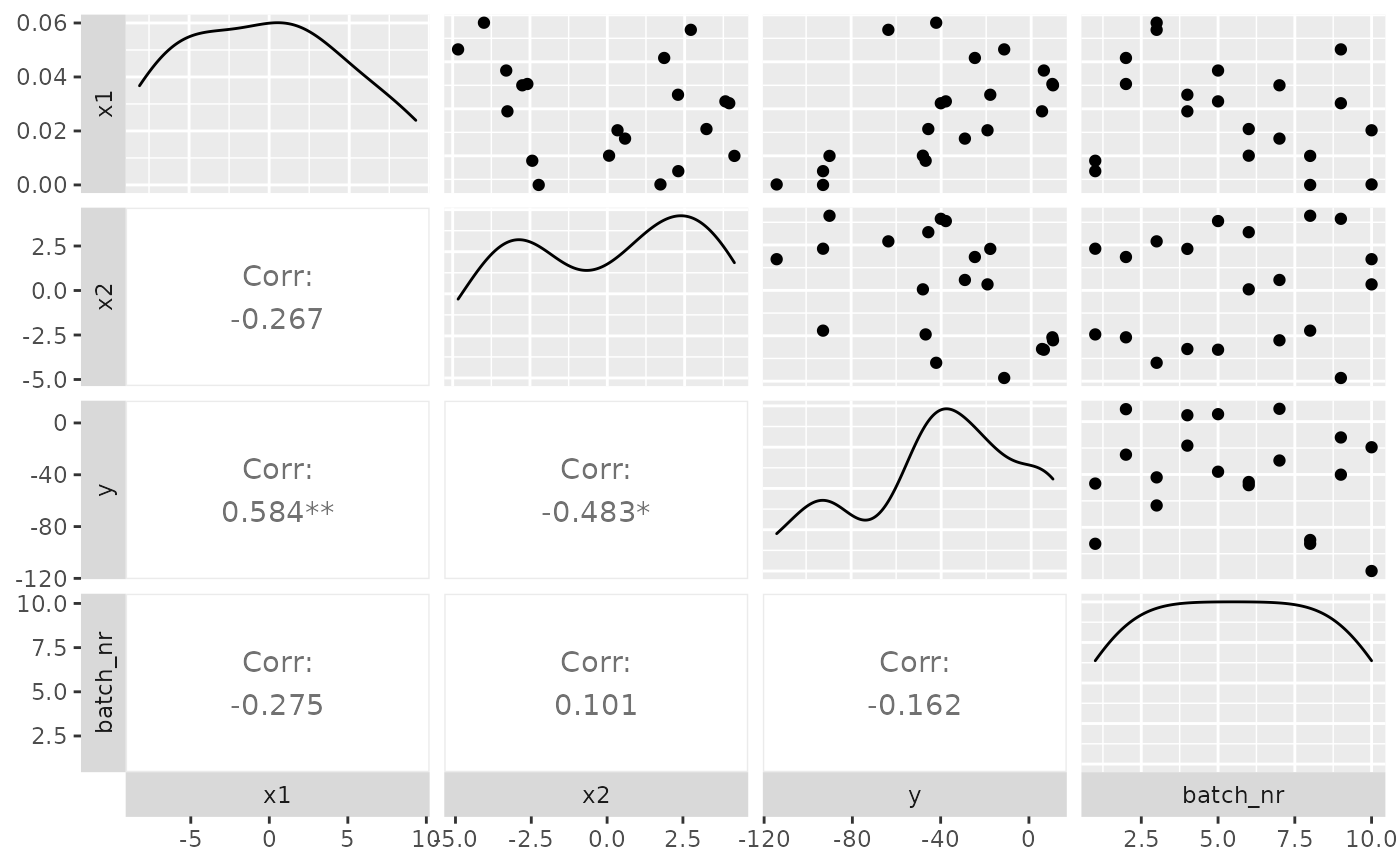 0.06
0.04
0.02
0.00
x1
2.5
0.0
-2.5
-5.0
x2
Corr:
-0.267
0
-40
-80
-120
y
Corr:
0.584**
Corr:
-0.483*
10.0
7.5
5.0
2.5
batch_nr
Corr:
-0.275
Corr:
0.101
Corr:
-0.162
x1 x2 y batch_nr
-5 0 5 10 -5.0 -2.5 0.0 2.5 -120 -80 -40 0 2.5 5.0 7.5 10.0